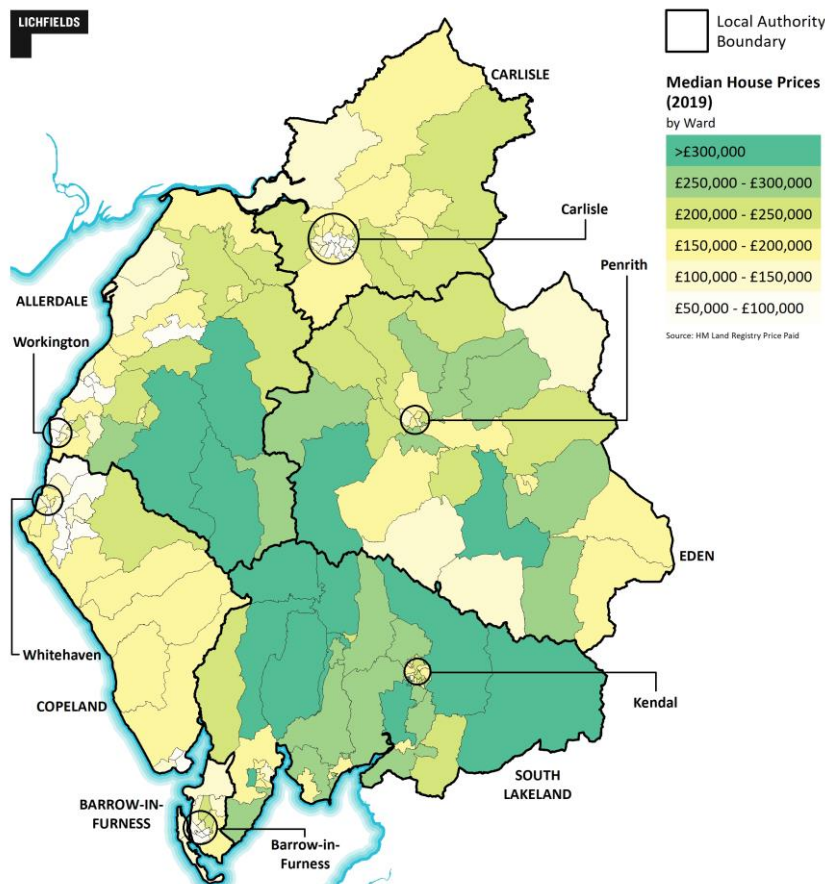 LICHFIELDS
Local Authority
Boundary
Median House Prices
(2019)
by Ward
>£300,000
£250,000 - £300,000
£200,000 - £250,000
£150,000 - £200,000
£100,000 - £150,000
£50,000 - £100,000
Source: HM Land Registry Price Paid
CARLISLE
Carlisle
Penrith
ALLERDALE
Workington
EDEN
Whitehaven
COPELAND
Kendal
SOUTH
LAKELAND
BARROW-IN-
FURNESS
Barrow-in-
Furness